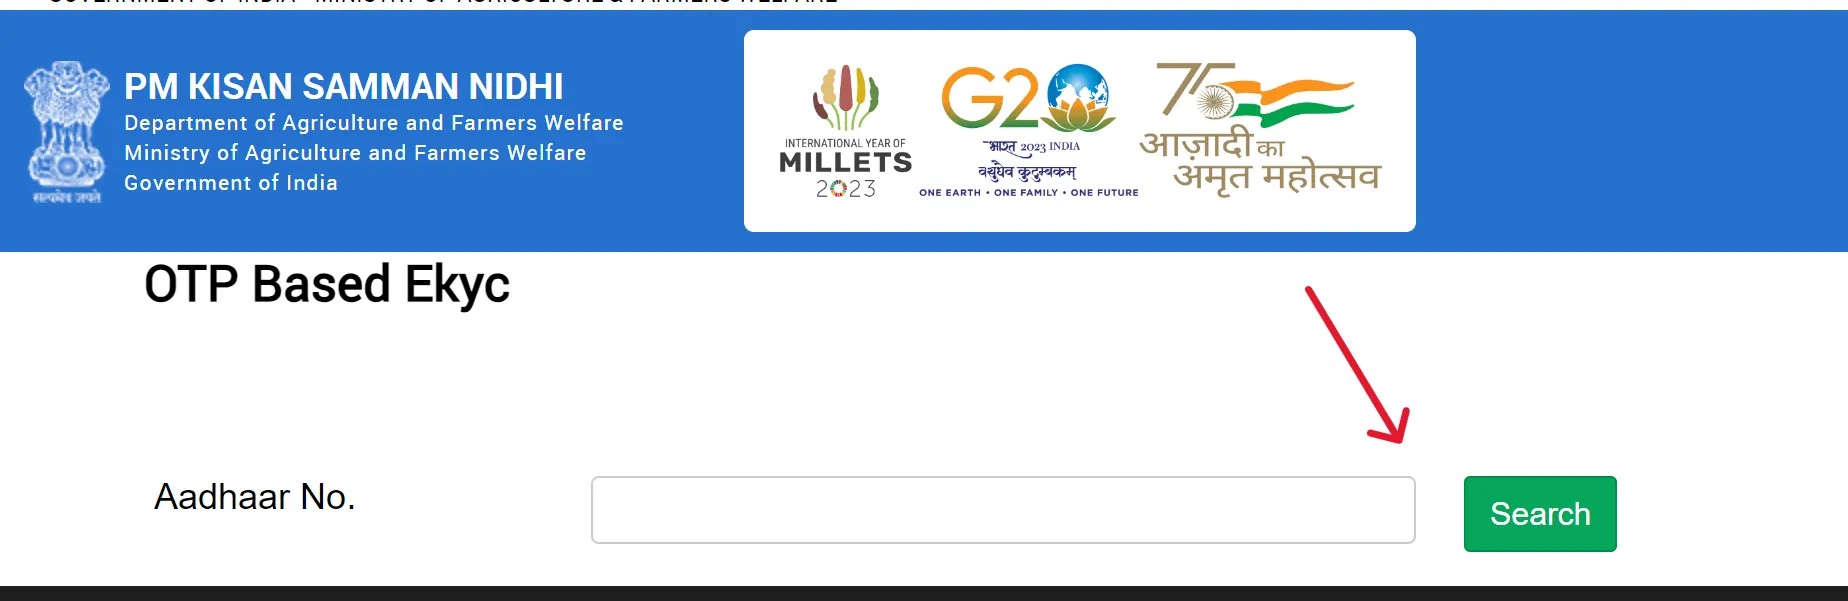 GOVERNMENT OF INDIA MINISTRY OF AGRICULTURE & FARMERS WELFARE
PM KISAN SAMMAN NIDHI
Department of Agriculture and Farmers Welfare
Ministry of Agriculture and Farmers Welfare
Government of India
सत्यमेव जयते
INTERNATIONAL YEAR OF
MILLETS
2023
G20
भारत 2023 INDIA
वसुधैव कुटुम्बकम्
ONE EARTH • ONE FAMILY • ONE FUTURE
75
आज़ादी का
अमृत महोत्सव
OTP Based Ekyc
Aadhaar No.
Search